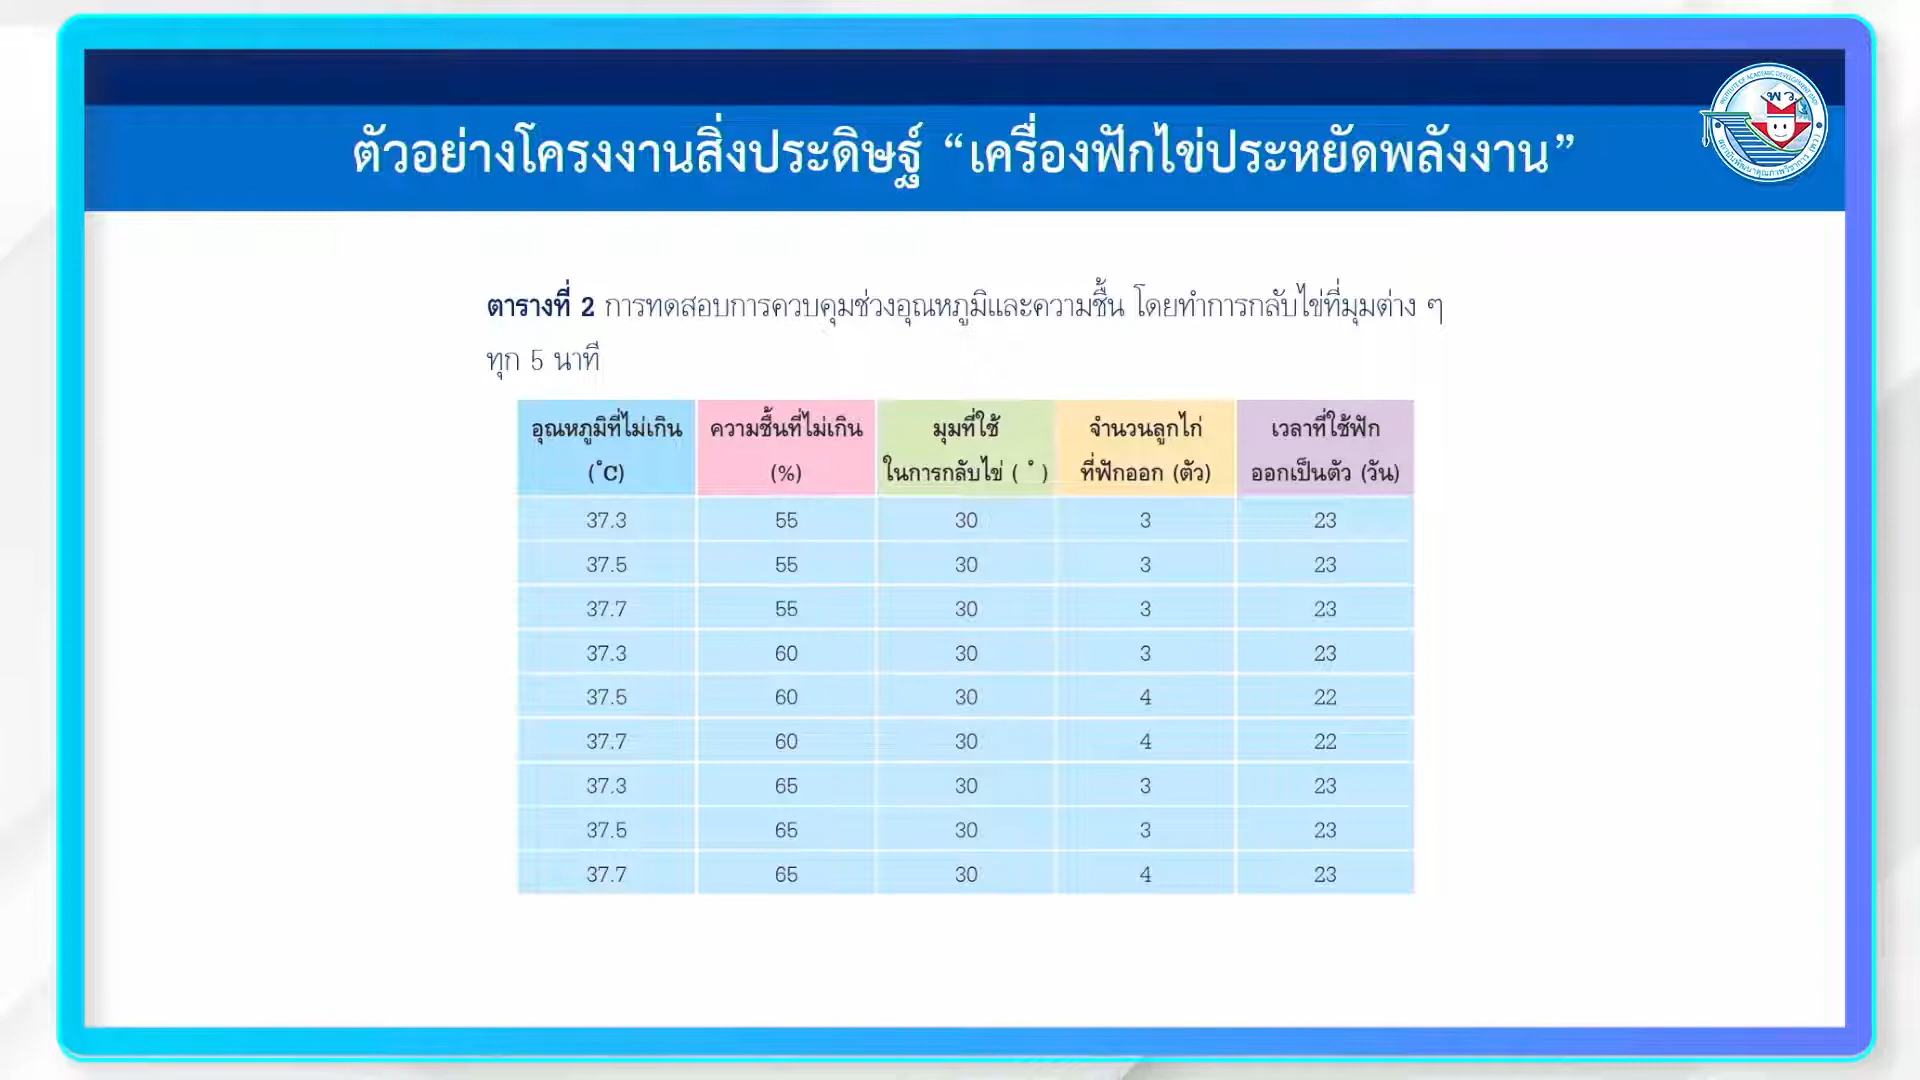 ตัวอย่างโครงงานสิ่งประดิษฐ์ “เครื่องฟักไข่ประหยัดพลังงาน”
พว.
ตารางที่ 2 การทดสอบการควบคุมช่วงอุณหภูมิและความชื้น โดยทำการกลับไข่ที่มุมต่าง ๆ
ทุก 5 นาที
อุณหภูมิที่ไม่เกิน (˚C) ความชื้นที่ไม่เกิน (%) มุมที่ใช้ในการกลับไข่ ( ˚ ) จำนวนลูกไก่ที่ฟักออก (ตัว) เวลาที่ใช้ฟักออกเป็นตัว (วัน)
37.3 55 30 3 23
37.5 55 30 3 23
37.7 55 30 3 23
37.3 60 30 3 23
37.5 60 30 4 22
37.7 60 30 4 22
37.3 65 30 3 23
37.5 65 30 3 23
37.7 65 30 4 23